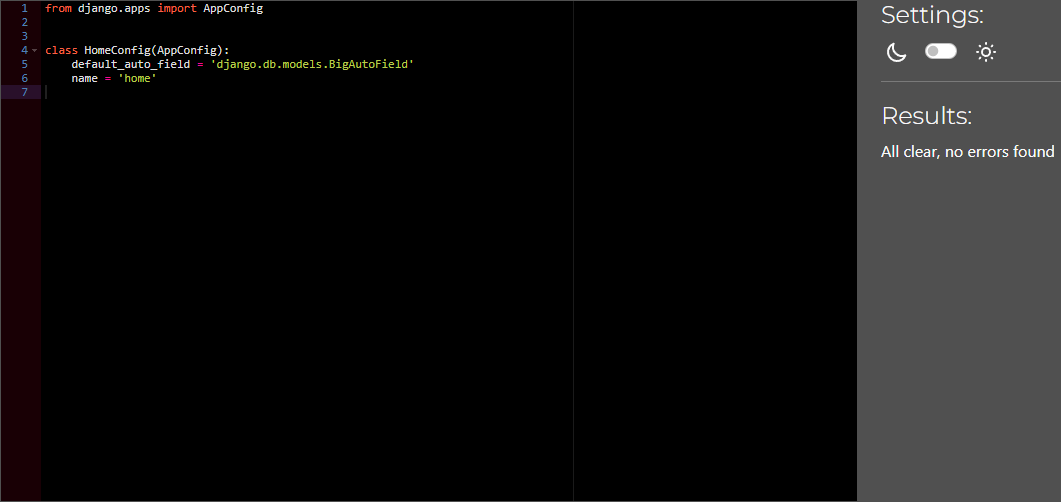 1 from django.apps import AppConfig
2
3
4 class HomeConfig(AppConfig):
5     default_auto_field = 'django.db.models.BigAutoField'
6     name = 'home'
7
Settings:
Results:
All clear, no errors found